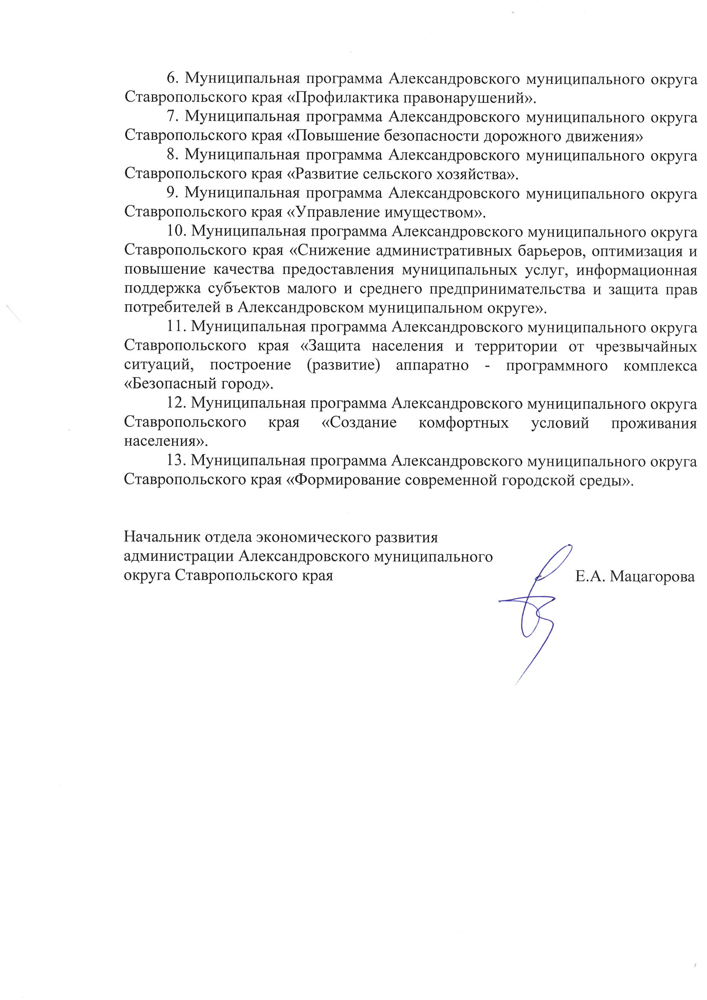 6. Муниципальная программа Александровского муниципального округа
Ставропольского края «Профилактика правонарушений».
7. Муниципальная программа Александровского муниципального округа
Ставропольского края «Повышение безопасности дорожного движения»
8. Муниципальная программа Александровского муниципального округа
Ставропольского края «Развитие сельского хозяйства».
9. Муниципальная программа Александровского муниципального округа
Ставропольского края «Управление имуществом».
10. Муниципальная программа Александровского муниципального округа
Ставропольского края «Снижение административных барьеров, оптимизация и
повышение качества предоставления муниципальных услуг, информационная
поддержка субъектов малого и среднего предпринимательства и защита прав
потребителей в Александровском муниципальном округе».
11. Муниципальная программа Александровского муниципального округа
Ставропольского края «Защита населения и территории от чрезвычайных
ситуаций, построение (развитие) аппаратно - программного комплекса
«Безопасный город».
12. Муниципальная программа Александровского муниципального округа
Ставропольского края «Создание комфортных условий проживания
населения».
13. Муниципальная программа Александровского муниципального округа
Ставропольского края «Формирование современной городской среды».
Начальник отдела экономического развития
администрации Александровского муниципального
округа Ставропольского края Е.А. Мацагорова